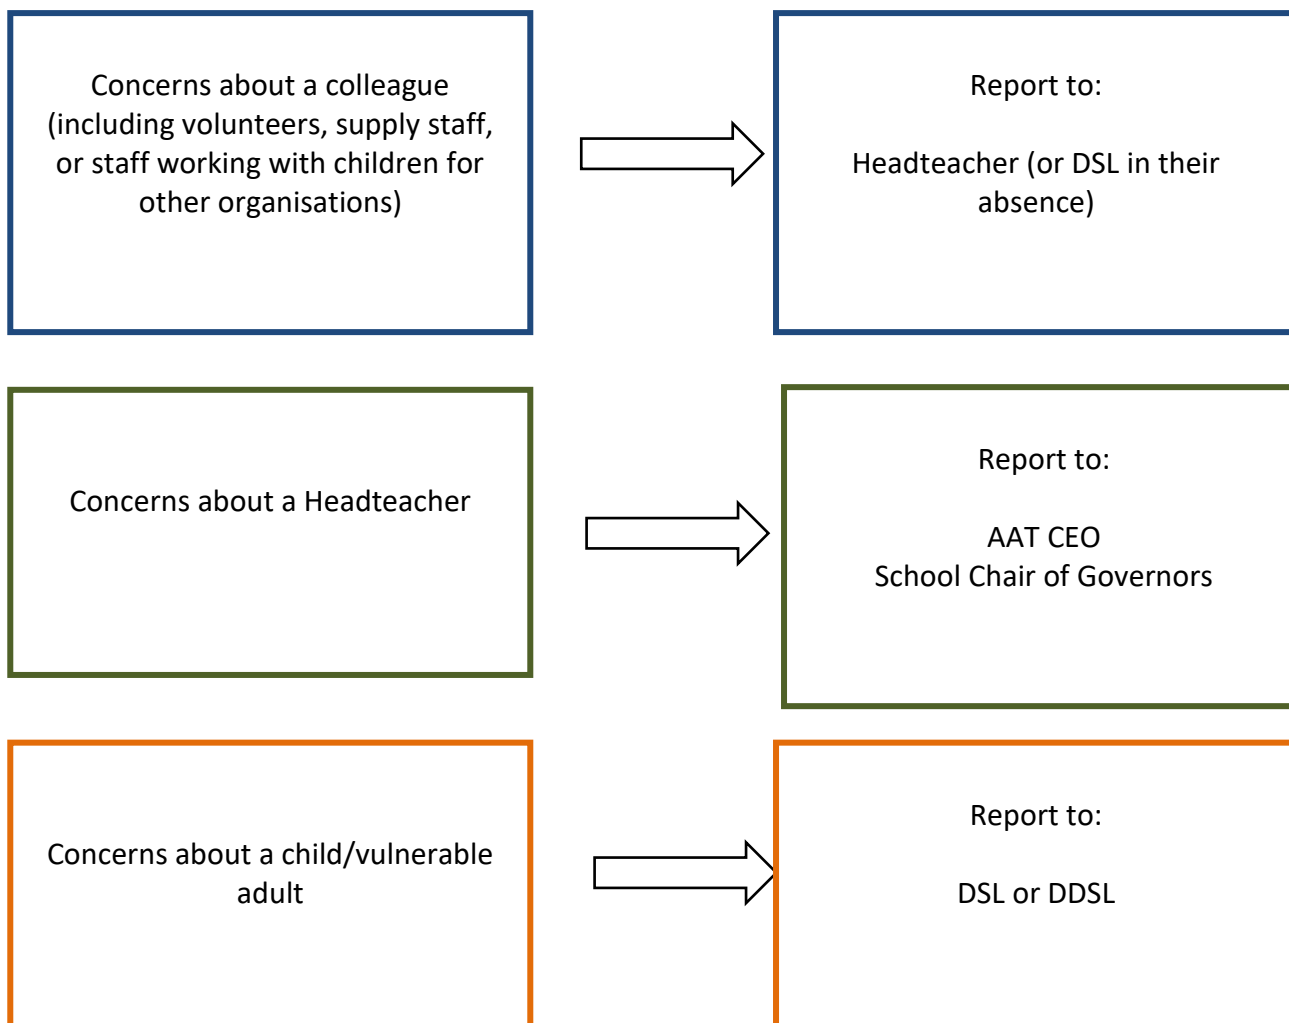 Concerns about a colleague
(including volunteers, supply staff,
or staff working with children for
other organisations)
Report to:
Headteacher (or DSL in their
absence)
Concerns about a Headteacher
Report to:
AAT CEO
School Chair of Governors
Concerns about a child/vulnerable
adult
Report to:
DSL or DDSL